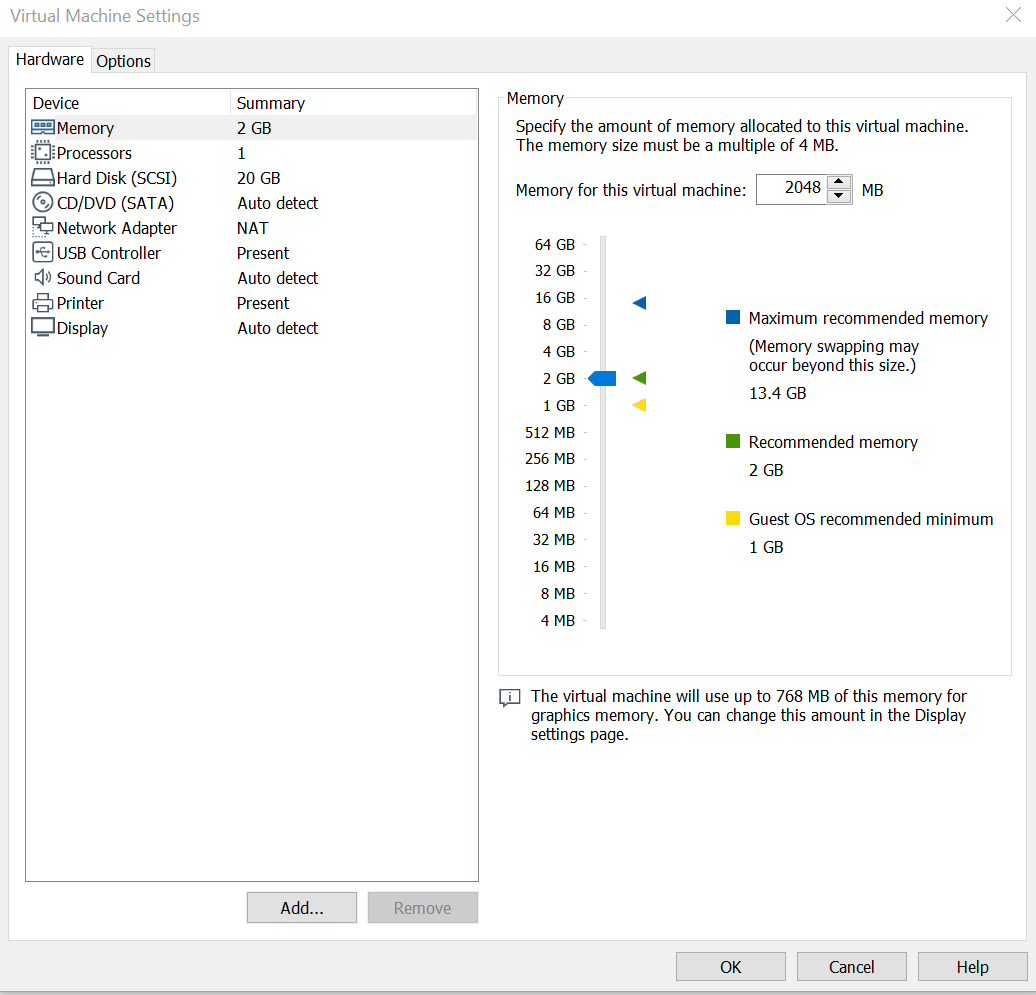 Virtual Machine Settings
Hardware
Options
Device Summary
Memory 2 GB
Processors 1
Hard Disk (SCSI) 20 GB
CD/DVD (SATA) Auto detect
Network Adapter NAT
USB Controller Present
Sound Card Auto detect
Printer Present
Display Auto detect
Add...
Remove
Memory
Specify the amount of memory allocated to this virtual machine.
The memory size must be a multiple of 4 MB.
Memory for this virtual machine: 2048 MB
64 GB
32 GB
16 GB
8 GB
4 GB
2 GB
1 GB
512 MB
256 MB
128 MB
64 MB
32 MB
16 MB
8 MB
4 MB
Maximum recommended memory
(Memory swapping may
occur beyond this size.)
13.4 GB
Recommended memory
2 GB
Guest OS recommended minimum
1 GB
The virtual machine will use up to 768 MB of this memory for
graphics memory. You can change this amount in the Display
settings page.
OK
Cancel
Help